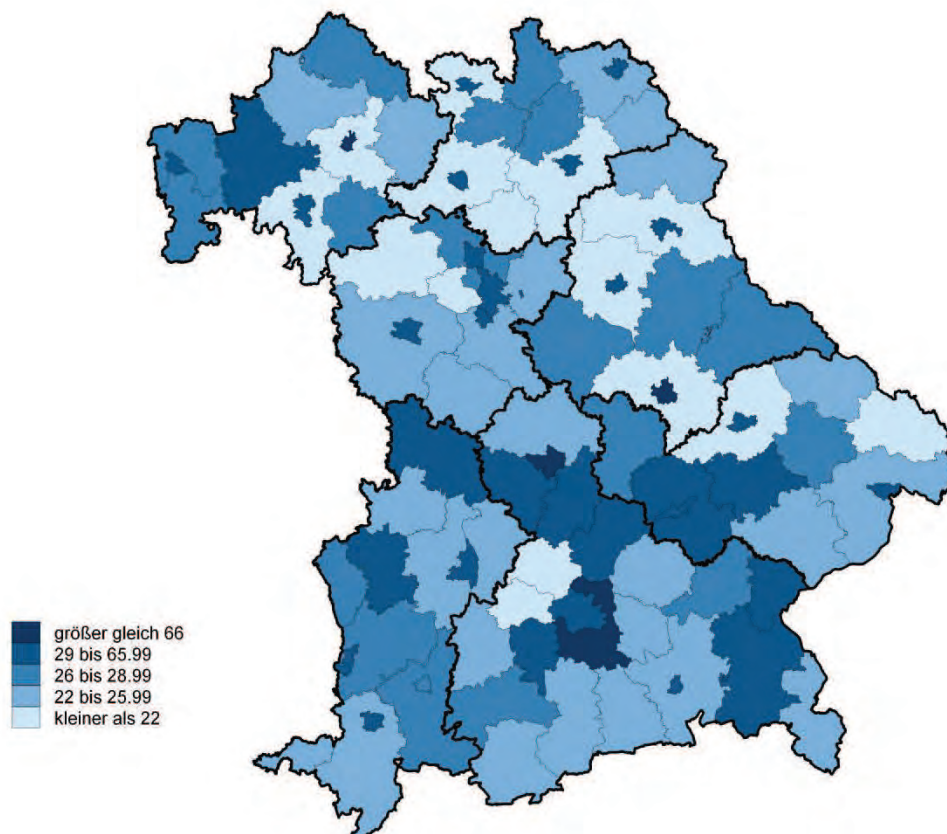 größer gleich 66
29 bis 65.99
26 bis 28.99
22 bis 25.99
kleiner als 22